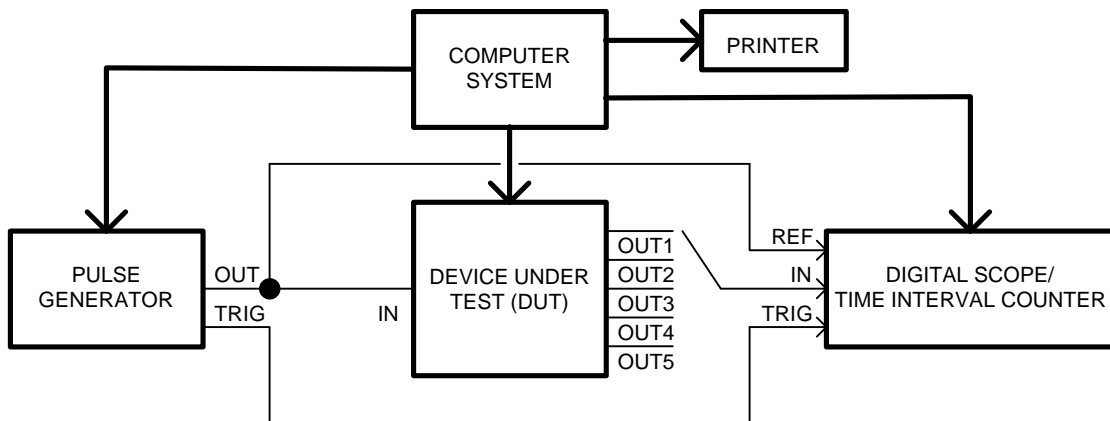 COMPUTER
SYSTEM
PRINTER
PULSE
GENERATOR
OUT
TRIG
IN
DEVICE UNDER
TEST (DUT)
OUT1
OUT2
OUT3
OUT4
OUT5
REF
IN
TRIG
DIGITAL SCOPE/
TIME INTERVAL COUNTER